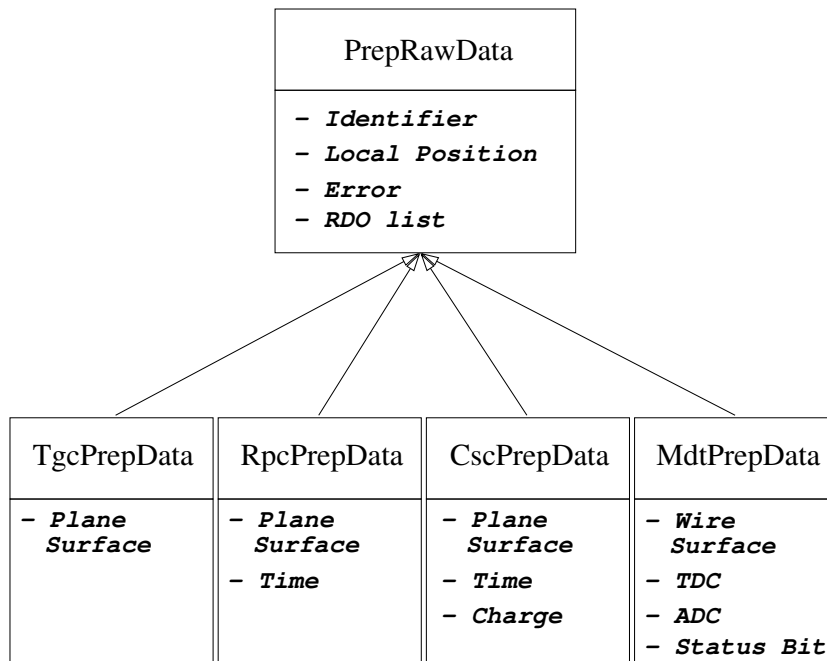 PrepRawData
– Identifier
– Local Position
– Error
– RDO list
TgcPrepData
– Plane
Surface
RpcPrepData
– Plane
Surface
– Time
CscPrepData
– Plane
Surface
– Time
– Charge
MdtPrepData
– Wire
Surface
– TDC
– ADC
– Status Bit